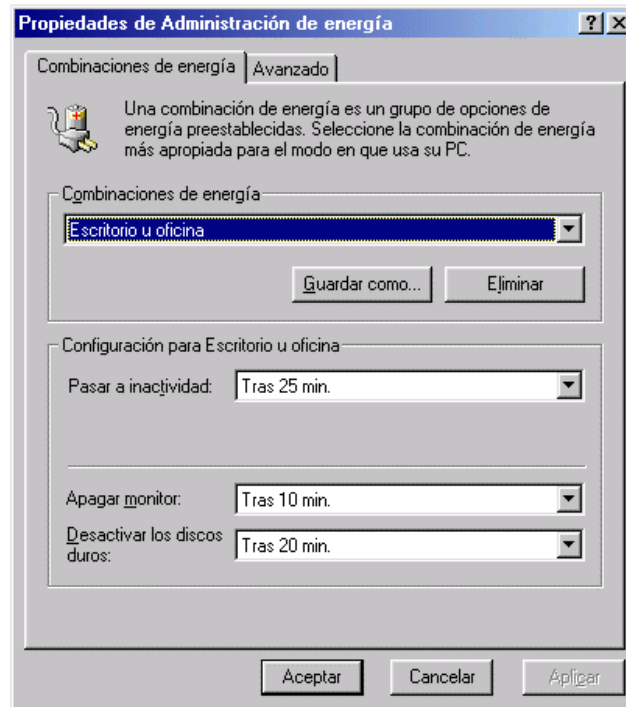 Propiedades de Administración de energía
Combinaciones de energía Avanzado
Una combinación de energía es un grupo de opciones de
energía preestablecidas. Seleccione la combinación de energía
más apropiada para el modo en que usa su PC.
Combinaciones de energía
Escritorio u oficina
Guardar como... Eliminar
Configuración para Escritorio u oficina
Pasar a inactividad: Tras 25 min.
Apagar monitor: Tras 10 min.
Desactivar los discos
duros: Tras 20 min.
Aceptar Cancelar Aplicar